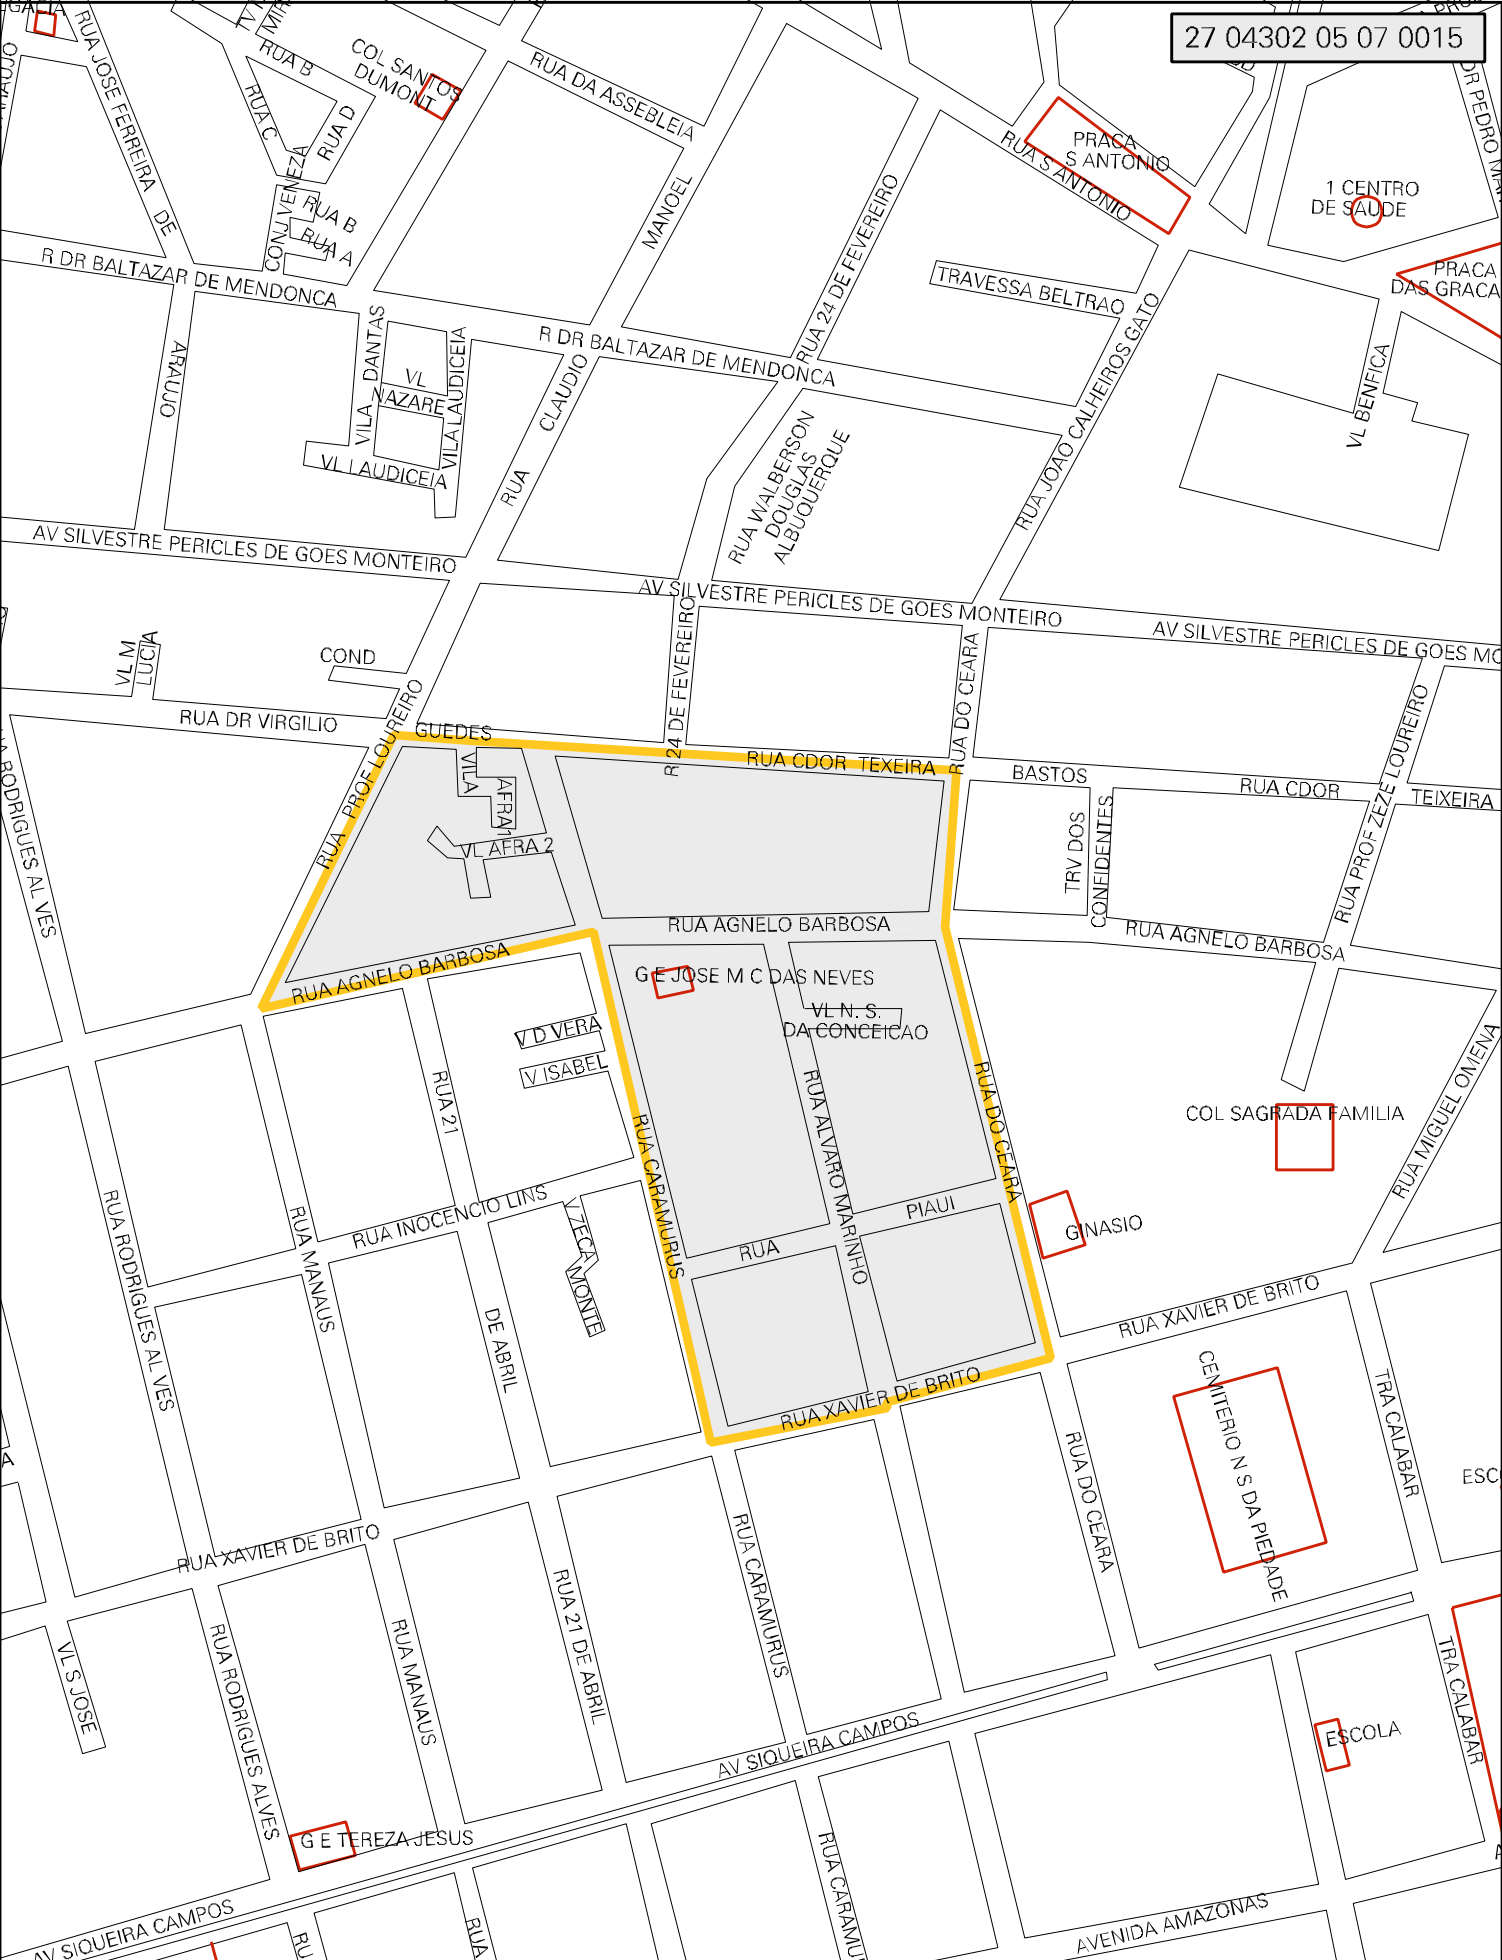 27 04302 05 07 0015
RUA JOSE FERREIRA DE
ARAUJO
RUA B
RUA C
RUA D
COL SANTOS
DUMONT
CONJ VENEZA
RUA B
RUA A
RUA DA ASSEBLEIA
MANOEL
RUA 24 DE FEVEREIRO
RUA S ANTONIO
PRACA
S ANTONIO
1 CENTRO
DE SAUDE
PRACA
DAS GRACA
TRAVESSA BELTRAO
R DR BALTAZAR DE MENDONCA
R DR BALTAZAR DE MENDONCA
RUA JOAO CALHEIROS GATO
VL BENFICA
VILA DANTAS
VL
NAZARE
VILA LAUDICEIA
VL LAUDICEIA
CLAUDIO
RUA
RUA WALBERSON
DOUGLAS
ALBUQUERQUE
AV SILVESTRE PERICLES DE GOES MONTEIRO
AV SILVESTRE PERICLES DE GOES MONTEIRO
AV SILVESTRE PERICLES DE GOES MO
VL M
LUCIA
COND
RUA DR VIRGILIO
GUEDES
RUA PROF LOUREIRO
R 24 DE FEVEREIRO
RUA DO CEARA
RUA CDOR TEXEIRA
BASTOS
RUA CDOR
TEIXEIRA
RUA PROF ZEZE LOUREIRO
VILA
AFRA 1
VL AFRA 2
TRV DOS
CONFIDENTES
RUA AGNELO BARBOSA
RUA AGNELO BARBOSA
RUA AGNELO BARBOSA
G E JOSE M C DAS NEVES
VL N. S.
DA CONCEICAO
V D VERA
V ISABEL
RUA 21
RUA CARAMURUS
RUA ALVARO MARINHO
RUA DO CEARA
COL SAGRADA FAMILIA
RUA MIGUEL OMENA
RUA RODRIGUES AL VES
RUA MANAUS
RUA INOCENCIO LINS
V ZECA
MONTE
RUA
PIAUI
GINASIO
DE ABRIL
RUA XAVIER DE BRITO
RUA XAVIER DE BRITO
RUA XAVIER DE BRITO
CEMITERIO N S DA PIEDADE
TRA CALABAR
RUA DO CEARA
RUA CARAMURUS
RUA 21 DE ABRIL
RUA MANAUS
RUA RODRIGUES ALVES
VL S JOSE
TRA CALABAR
ESCOLA
AV SIQUEIRA CAMPOS
G E TEREZA JESUS
AV SIQUEIRA CAMPOS
AVENIDA AMAZONAS
RUA CARAMU
RUA
RU